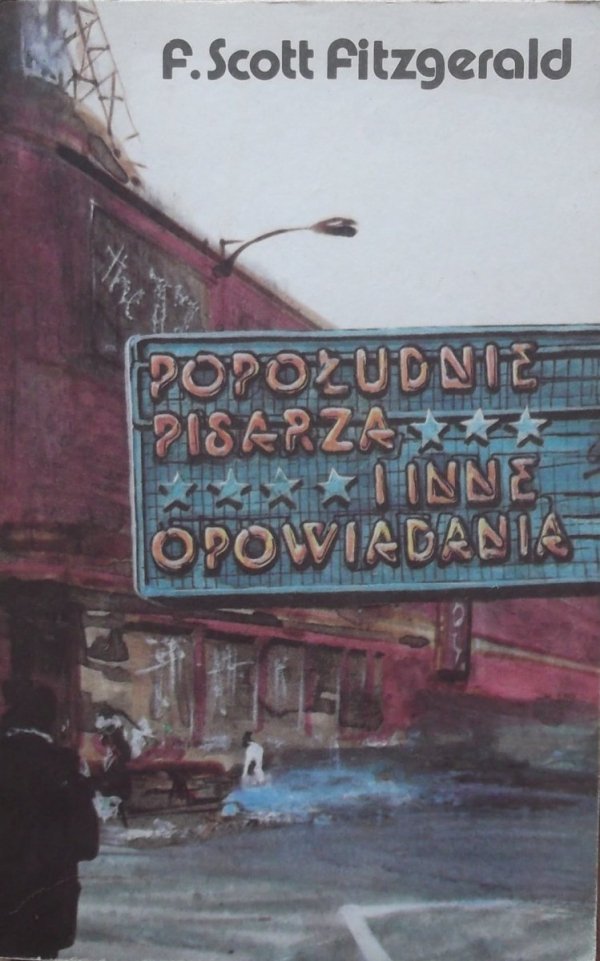 F. Scott Fitzgerald
POPOŁUDNIE
PISARZA
I INNE
OPOWIADANIA